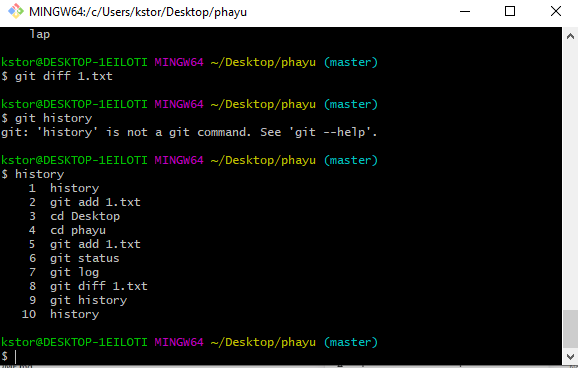 MINGW64:/c/Users/kstor/Desktop/phayu
lap
kstor@DESKTOP-1EILOTI MINGW64 ~/Desktop/phayu (master)
$ git diff 1.txt
kstor@DESKTOP-1EILOTI MINGW64 ~/Desktop/phayu (master)
$ git history
git: 'history' is not a git command. See 'git --help'.
kstor@DESKTOP-1EILOTI MINGW64 ~/Desktop/phayu (master)
$ history
1 history
2 git add 1.txt
3 cd Desktop
4 cd phayu
5 git add 1.txt
6 git status
7 git log
8 git diff 1.txt
9 git history
10 history
kstor@DESKTOP-1EILOTI MINGW64 ~/Desktop/phayu (master)
$